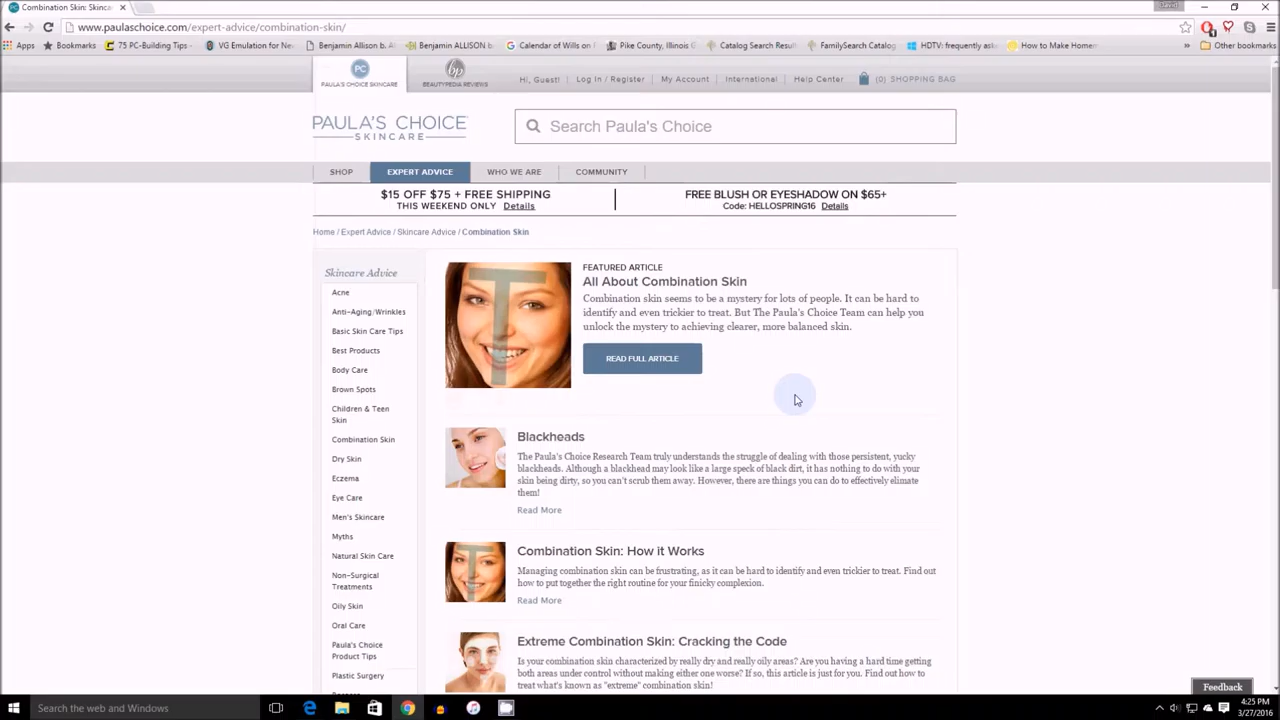 Combination Skin: Skincar
David
www.paulaschoice.com/expert-advice/combination-skin/
Apps
Bookmarks
75 PC-Building Tips -
VG Emulation for Ne
Benjamin Allison b.
Benjamin ALLISON b
Calendar of Wills on
Pike County, Illinois G
Catalog Search Result
FamilySearch Catalog
HDTV: frequently ask
How to Make Homem
»
Other bookmarks
PC
PAULA'S CHOICE SKINCARE
bp
BEAUTYPEDIA REVIEWS
Hi, Guest!
Log In / Register
My Account
International
Help Center
(0) SHOPPING BAG
PAULA'S CHOICE
SKINCARE
Search Paula's Choice
SHOP
EXPERT ADVICE
WHO WE ARE
COMMUNITY
$15 OFF $75 + FREE SHIPPING
THIS WEEKEND ONLY Details
FREE BLUSH OR EYESHADOW ON $65+
Code: HELLOSPRING16 Details
Home / Expert Advice / Skincare Advice / Combination Skin
Skincare Advice
Acne
Anti-Aging/Wrinkles
Basic Skin Care Tips
Best Products
Body Care
Brown Spots
Children & Teen
Skin
Combination Skin
Dry Skin
Eczema
Eye Care
Men's Skincare
Myths
Natural Skin Care
Non-Surgical
Treatments
Oily Skin
Oral Care
Paula's Choice
Product Tips
Plastic Surgery
FEATURED ARTICLE
All About Combination Skin
Combination skin seems to be a mystery for lots of people. It can be hard to
identify and even trickier to treat. But The Paula's Choice Team can help you
unlock the mystery to achieving clearer, more balanced skin.
READ FULL ARTICLE
Blackheads
The Paula's Choice Research Team truly understands the struggle of dealing with those persistent, yucky
blackheads. Although a blackhead may look like a large speck of black dirt, it has nothing to do with your
skin being dirty, so you can't scrub them away. However, there are things you can do to effectively elimate
them!
Read More
Combination Skin: How it Works
Managing combination skin can be frustrating, as it can be hard to identify and even trickier to treat. Find out
how to put together the right routine for your finicky complexion.
Read More
Extreme Combination Skin: Cracking the Code
Is your combination skin characterized by really dry and really oily areas? Are you having a hard time getting
both areas under control without making either one worse? If so, this article is just for you. Find out how to
treat what's known as "extreme" combination skin!
Feedback
Search the web and Windows
4:25 PM
3/27/2016